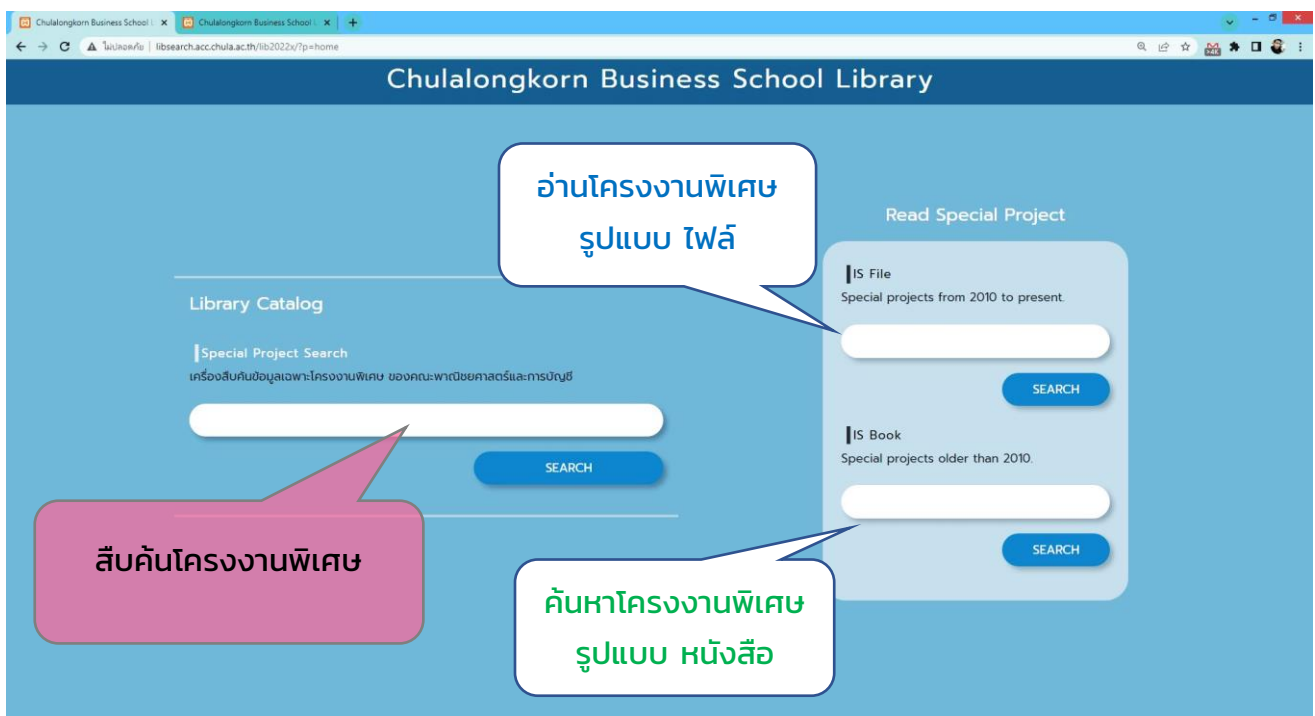 Chulalongkorn Business School L
Chulalongkorn Business School L
ไม่ปลอดภัย | libsearch.acc.chula.ac.th/lib2022x/?p=home
Chulalongkorn Business School Library
อ่านโครงงานพิเศษ
รูปแบบ ไฟล์
Read Special Project
IS File
Special projects from 2010 to present.
SEARCH
IS Book
Special projects older than 2010.
SEARCH
Library Catalog
Special Project Search
เครื่องสืบค้นข้อมูลเฉพาะโครงงานพิเศษ ของคณะพาณิชยศาสตร์และการบัญชี
SEARCH
สืบค้นโครงงานพิเศษ
ค้นหาโครงงานพิเศษ
รูปแบบ หนังสือ